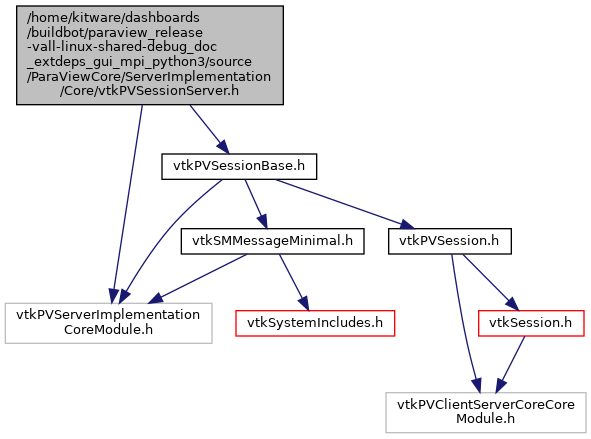 /home/kitware/dashboards
/buildbot/paraview_release
-vall-linux-shared-debug_doc
_extdeps_gui_mpi_python3/source
/ParaViewCore/ServerImplementation
/Core/vtkPVSessionServer.h
vtkPVSessionBase.h
vtkSMMessageMinimal.h
vtkPVSession.h
vtkPVServerImplementation
CoreModule.h
vtkSystemIncludes.h
vtkSession.h
vtkPVClientServerCoreCore
Module.h